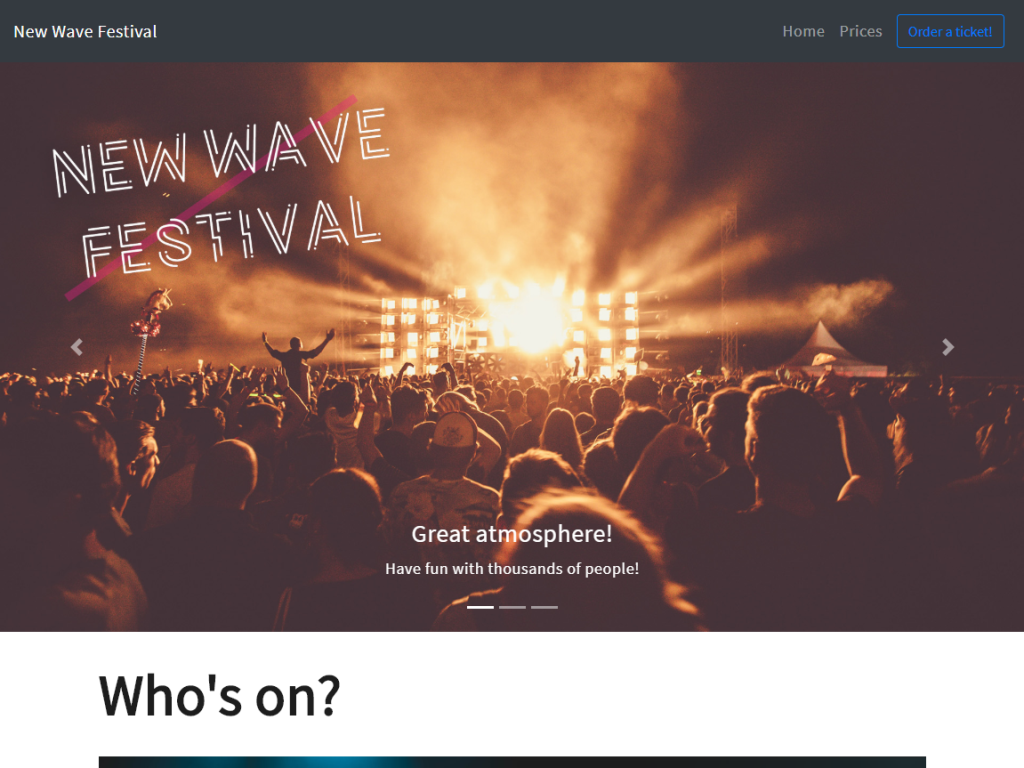 New Wave Festival
Home
Prices
Order a ticket!
NEW WAVE
FESTIVAL
Great atmosphere!
Have fun with thousands of people!
Who's on?